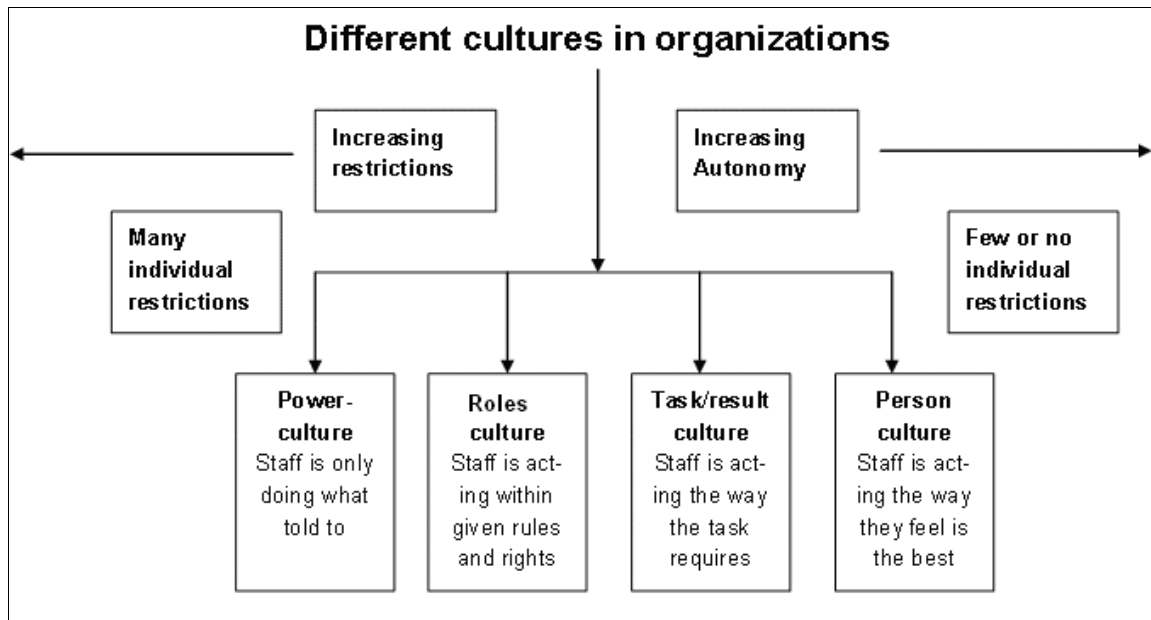 Different cultures in organizations
Increasing
restrictions
Increasing
Autonomy
Many
individual
restrictions
Few or no
individual
restrictions
Power-
culture
Staff is only
doing what
told to
Roles
culture
Staff is act-
ing within
given rules
and rights
Task/result
culture
Staff is act-
ing the way
the task
requires
Person
culture
Staff is act-
ing the way
they feel is
the best